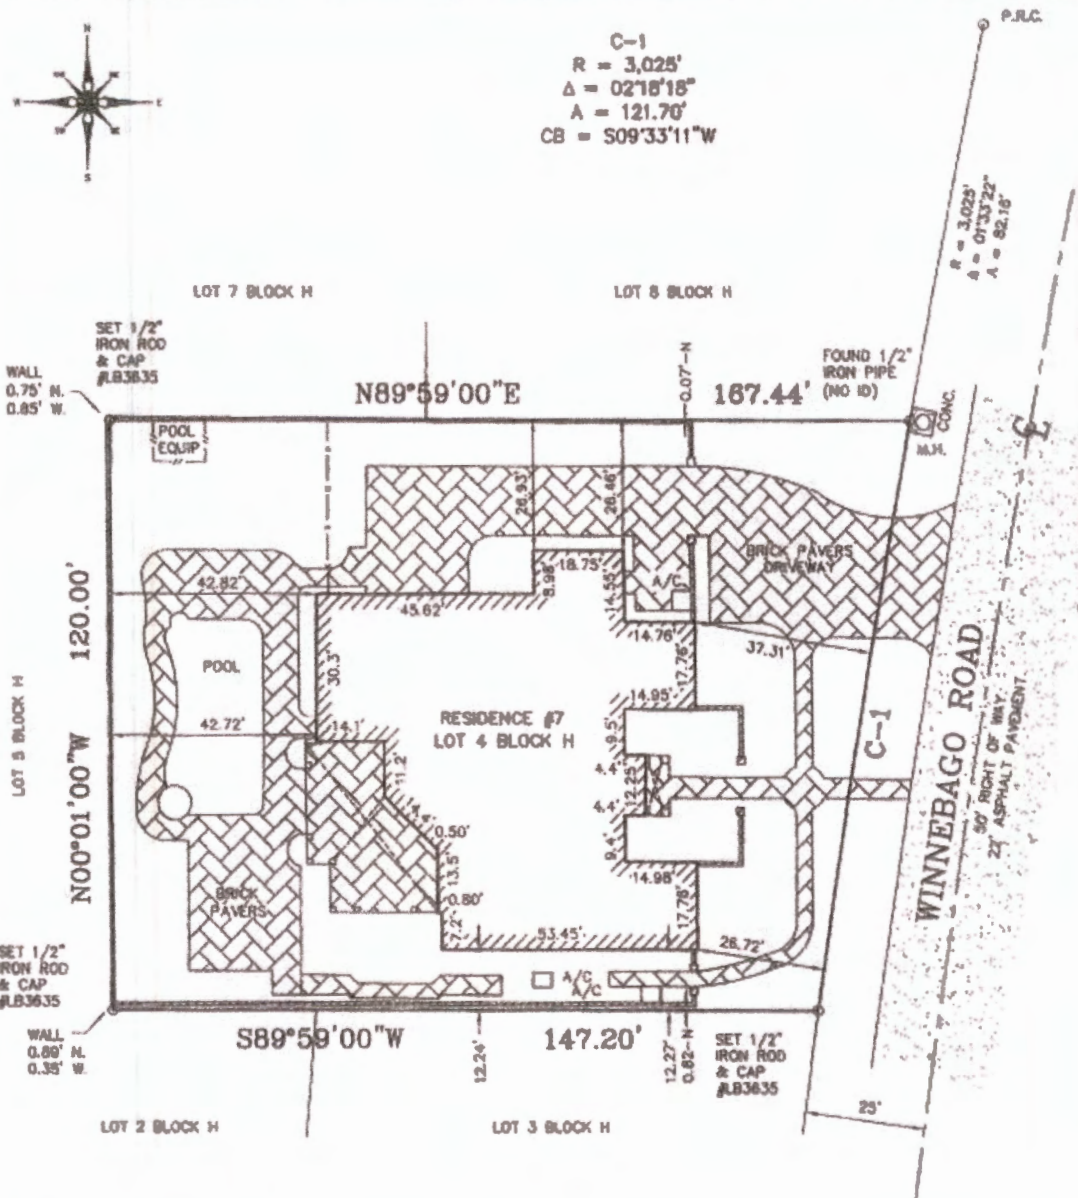 P.R.C.
N
W
E
S
C-1
R = 3,025'
Δ = 02°18'18"
A = 121.70'
CB = S09°33'11"W
R = 3,025'
Δ = 01°33'22"
A = 82.16'
LOT 7 BLOCK H
LOT 8 BLOCK H
SET 1/2"
IRON ROD
& CAP
#LB3635
WALL
0.75' N.
0.85' W.
N89°59'00"E
0.07'-N
167.44'
FOUND 1/2"
IRON PIPE
(NO ID)
CONC.
M.H.
POOL
EQUIP
26.93'
26.46'
BRICK PAVERS
DRIVEWAY
18.75'
8.98'
14.55'
A/C
42.82'
45.62'
14.76'
37.31'
120.00'
N00°01'00"W
LOT 5 BLOCK H
POOL
30.3'
17.76'
14.95'
42.72'
14.1'
RESIDENCE #7
LOT 4 BLOCK H
9.5'
4.4'
12.25'
4.4'
9.4'
11.2'
0.50'
13.5'
0.80'
7.2'
14.98'
17.78'
53.45'
26.72'
BRICK
PAVERS
A/C
A/C
C-1
WINNEBAGO ROAD
50' RIGHT OF WAY
22' ASPHALT PAVEMENT
SET 1/2"
IRON ROD
& CAP
#LB3635
S89°59'00"W
147.20'
12.24'
12.27'
0.82-N
SET 1/2"
IRON ROD
& CAP
#LB3635
25'
LOT 2 BLOCK H
LOT 3 BLOCK H